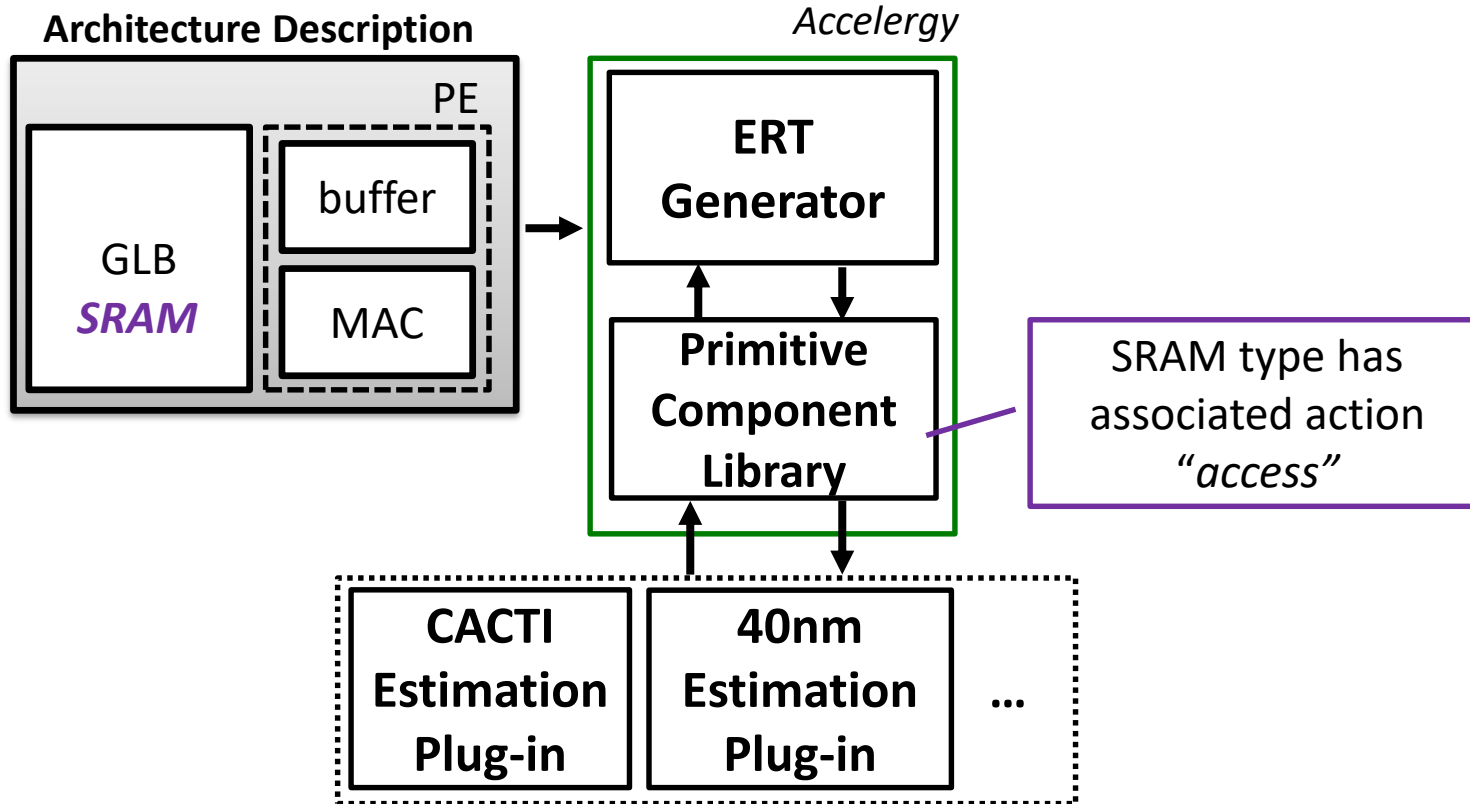 Architecture Description
PE
GLB
SRAM
buffer
MAC
Accelergy
ERT
Generator
Primitive
Component
Library
SRAM type has
associated action
“access”
CACTI
Estimation
Plug-in
40nm
Estimation
Plug-in
...